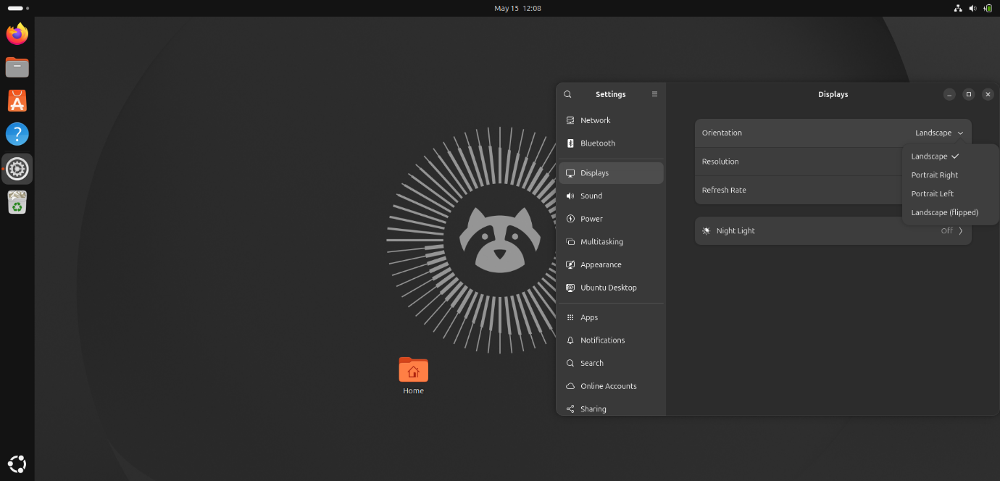 May 15 12:08
Settings
Displays
Network
Bluetooth
Displays
Sound
Power
Multitasking
Appearance
Ubuntu Desktop
Apps
Notifications
Search
Online Accounts
Sharing
Orientation
Landscape
Resolution
Refresh Rate
Landscape
Portrait Right
Portrait Left
Landscape (flipped)
Night Light
Off
Home